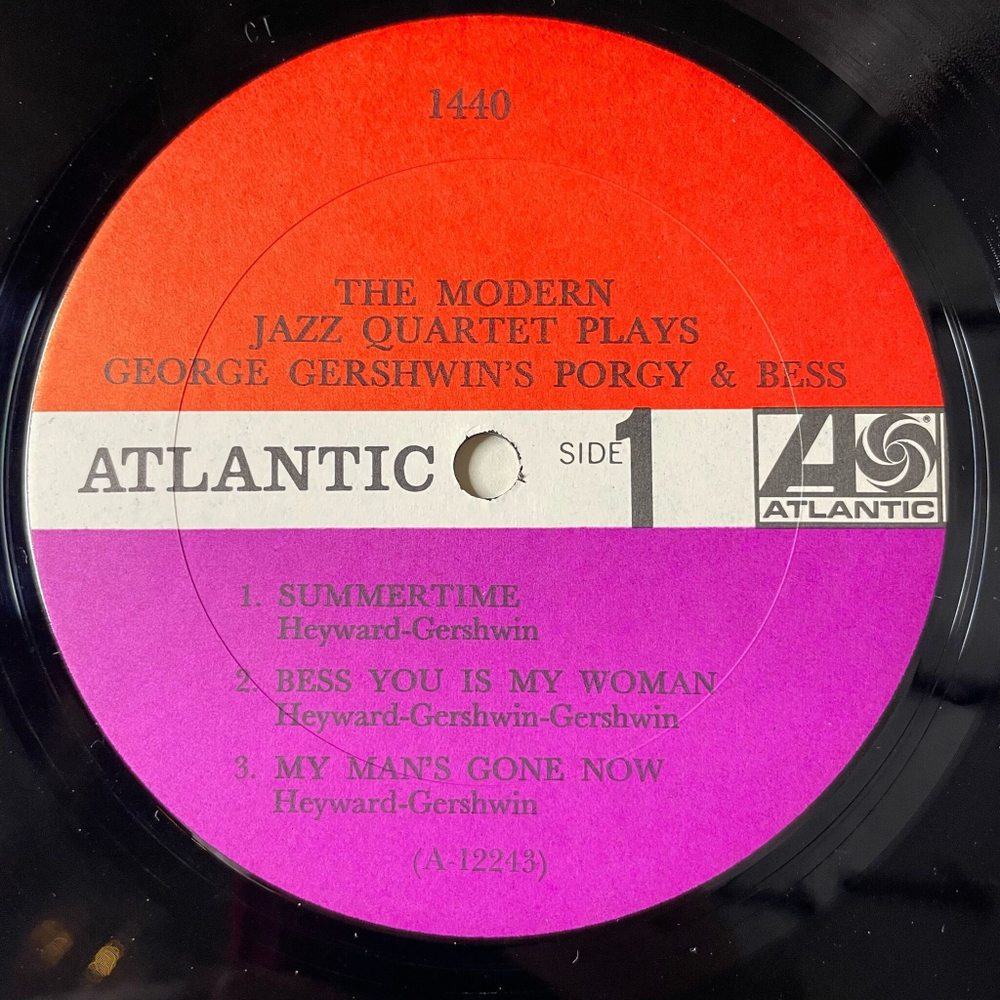 CI
1440
THE MODERN
JAZZ QUARTET PLAYS
GEORGE GERSHWIN'S PORGY & BESS
ATLANTIC
SIDE 1
A ®
ATLANTIC
1. SUMMERTIME
Heyward-Gershwin
2. BESS YOU IS MY WOMAN
Heyward-Gershwin-Gershwin
3. MY MAN'S GONE NOW
Heyward-Gershwin
(A-12243)